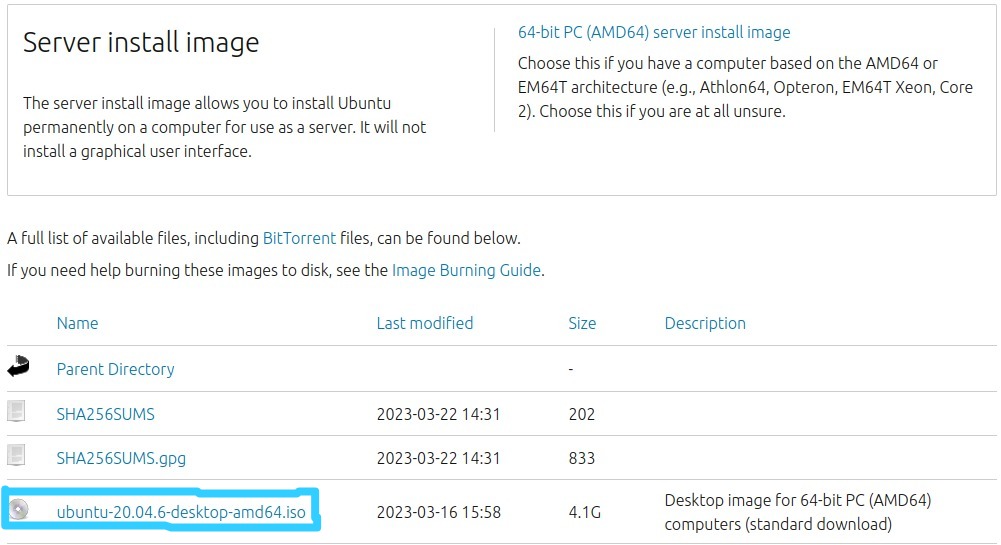 Server install image
The server install image allows you to install Ubuntu
permanently on a computer for use as a server. It will not
install a graphical user interface.
64-bit PC (AMD64) server install image
Choose this if you have a computer based on the AMD64 or
EM64T architecture (e.g., Athlon64, Opteron, EM64T Xeon, Core
2). Choose this if you are at all unsure.
A full list of available files, including BitTorrent files, can be found below.
If you need help burning these images to disk, see the Image Burning Guide.
Name Last modified Size Description
Parent Directory -
SHA256SUMS 2023-03-22 14:31 202
SHA256SUMS.gpg 2023-03-22 14:31 833
ubuntu-20.04.6-desktop-amd64.iso 2023-03-16 15:58 4.1G Desktop image for 64-bit PC (AMD64)
computers (standard download)